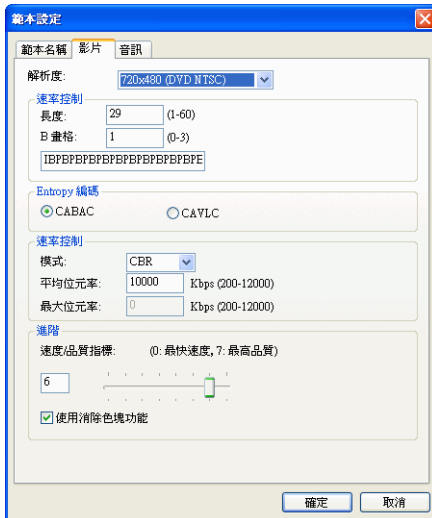 範本設定
範本名稱 影片 音訊
解析度: 720x480 (DVD NTSC)
速率控制
長度: 29 (1-60)
B 畫格: 1 (0-3)
IBPBPBPBPBPBPBPBPBPBPBPBPE
Entropy 編碼
CABAC CAVLC
速率控制
模式: CBR
平均位元率: 10000 Kbps (200-12000)
最大位元率: 0 Kbps (200-12000)
進階
速度/品質指標: (0: 最快速度, 7: 最高品質)
6
使用消除色塊功能
確定 取消